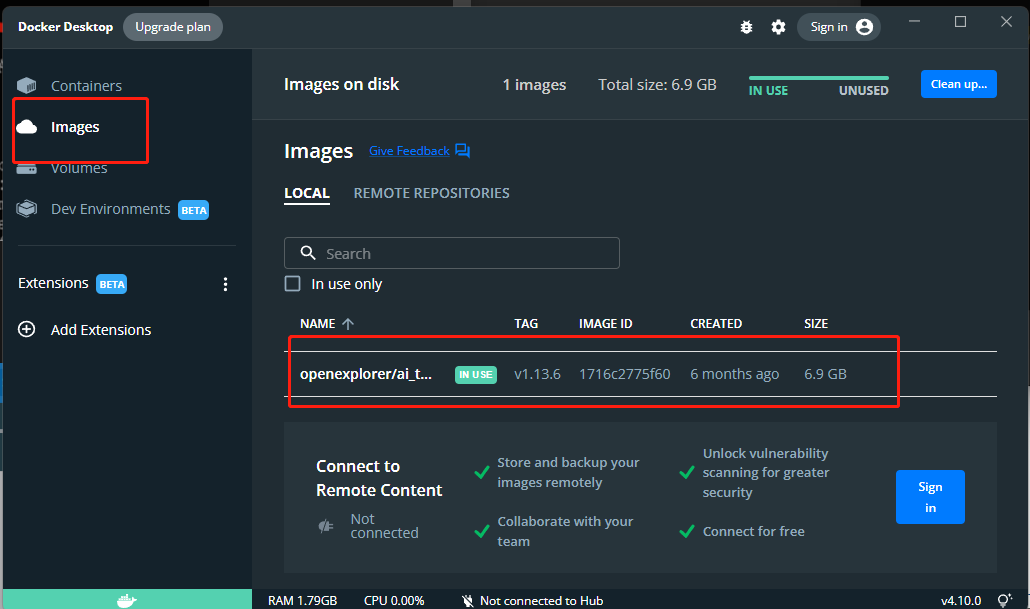 Docker Desktop Upgrade plan Sign in
Containers
Images
Volumes
Dev Environments BETA
Extensions BETA
Add Extensions
Images on disk 1 images Total size: 6.9 GB IN USE UNUSED Clean up...
Images Give Feedback
LOCAL REMOTE REPOSITORIES
Search
In use only
NAME TAG IMAGE ID CREATED SIZE
openexplorer/ai_t... IN USE v1.13.6 1716c2775f60 6 months ago 6.9 GB
Connect to
Remote Content
Not
connected
Store and backup your
images remotely
Collaborate with your
team
Unlock vulnerability
scanning for greater
security
Connect for free
Sign
in
RAM 1.79GB CPU 0.00% Not connected to Hub v4.10.0